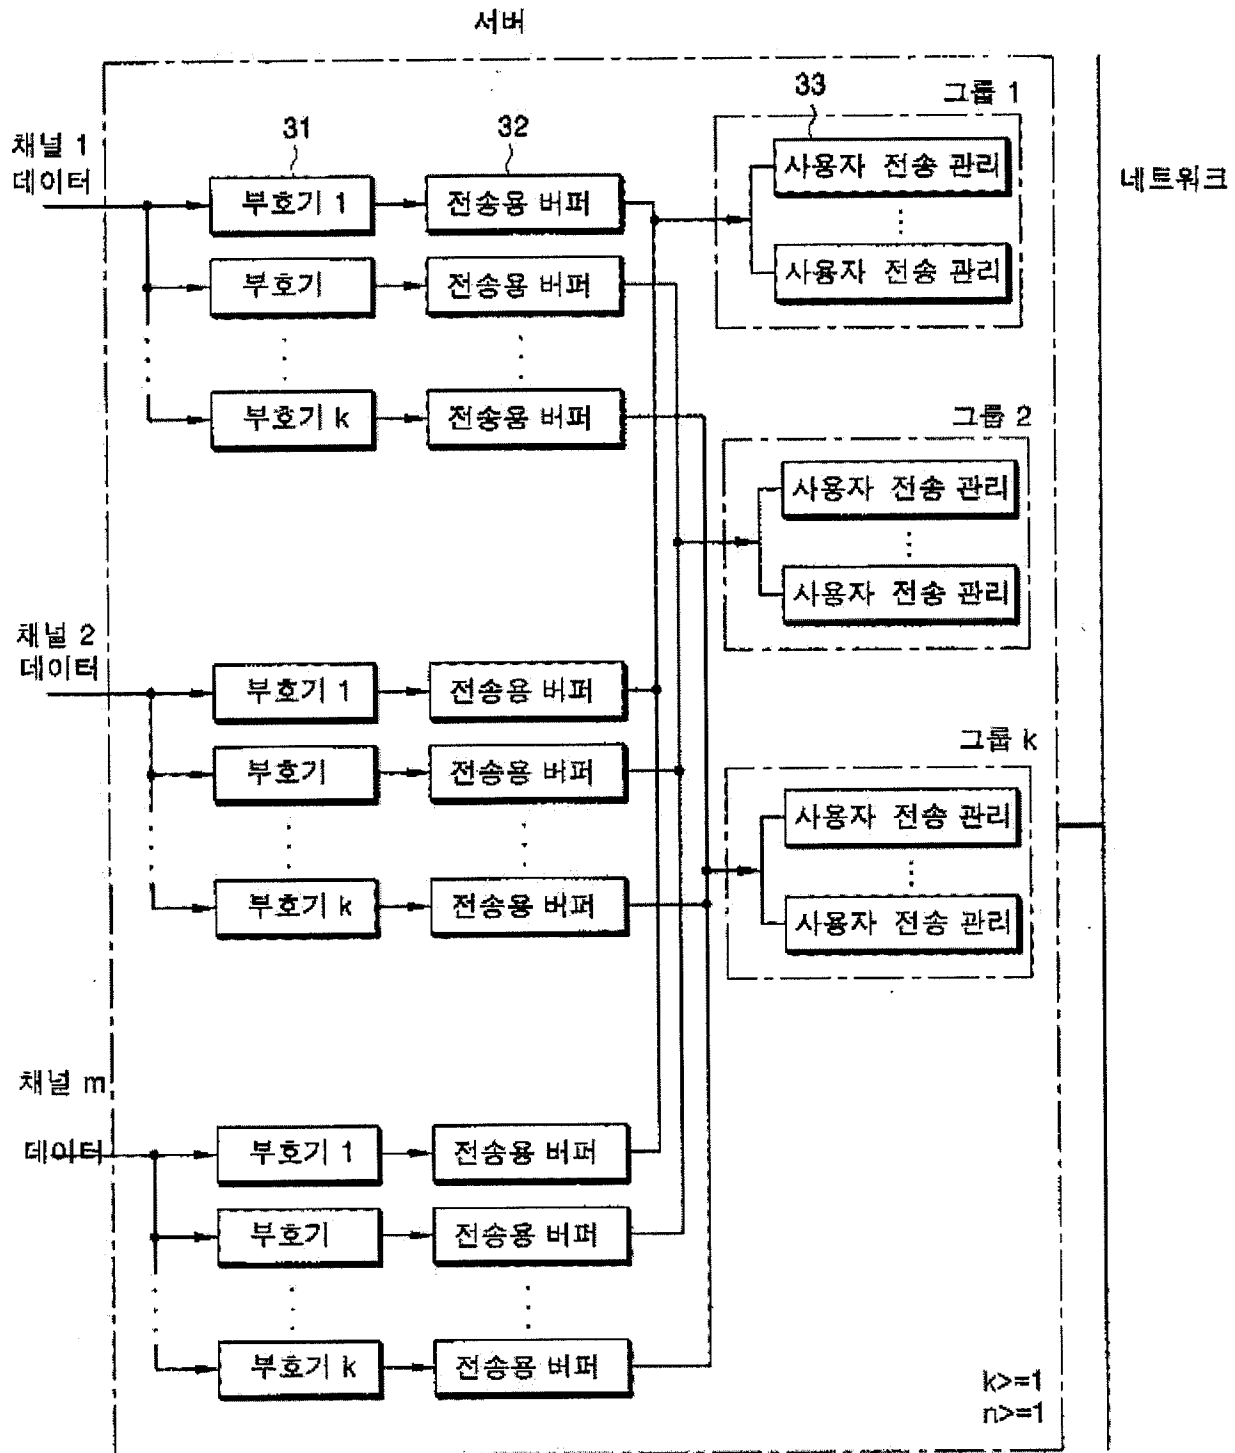 서버
채널 1
데이터
31
부호기 1
32
전송용 버퍼
부호기
전송용 버퍼
부호기 k
전송용 버퍼
그룹 1
33
사용자 전송 관리
사용자 전송 관리
네트워크
그룹 2
사용자 전송 관리
사용자 전송 관리
채널 2
데이터
부호기 1
전송용 버퍼
부호기
전송용 버퍼
부호기 k
전송용 버퍼
그룹 k
사용자 전송 관리
사용자 전송 관리
채널 m
데이터
부호기 1
전송용 버퍼
부호기
전송용 버퍼
부호기 k
전송용 버퍼
k>=1
n>=1